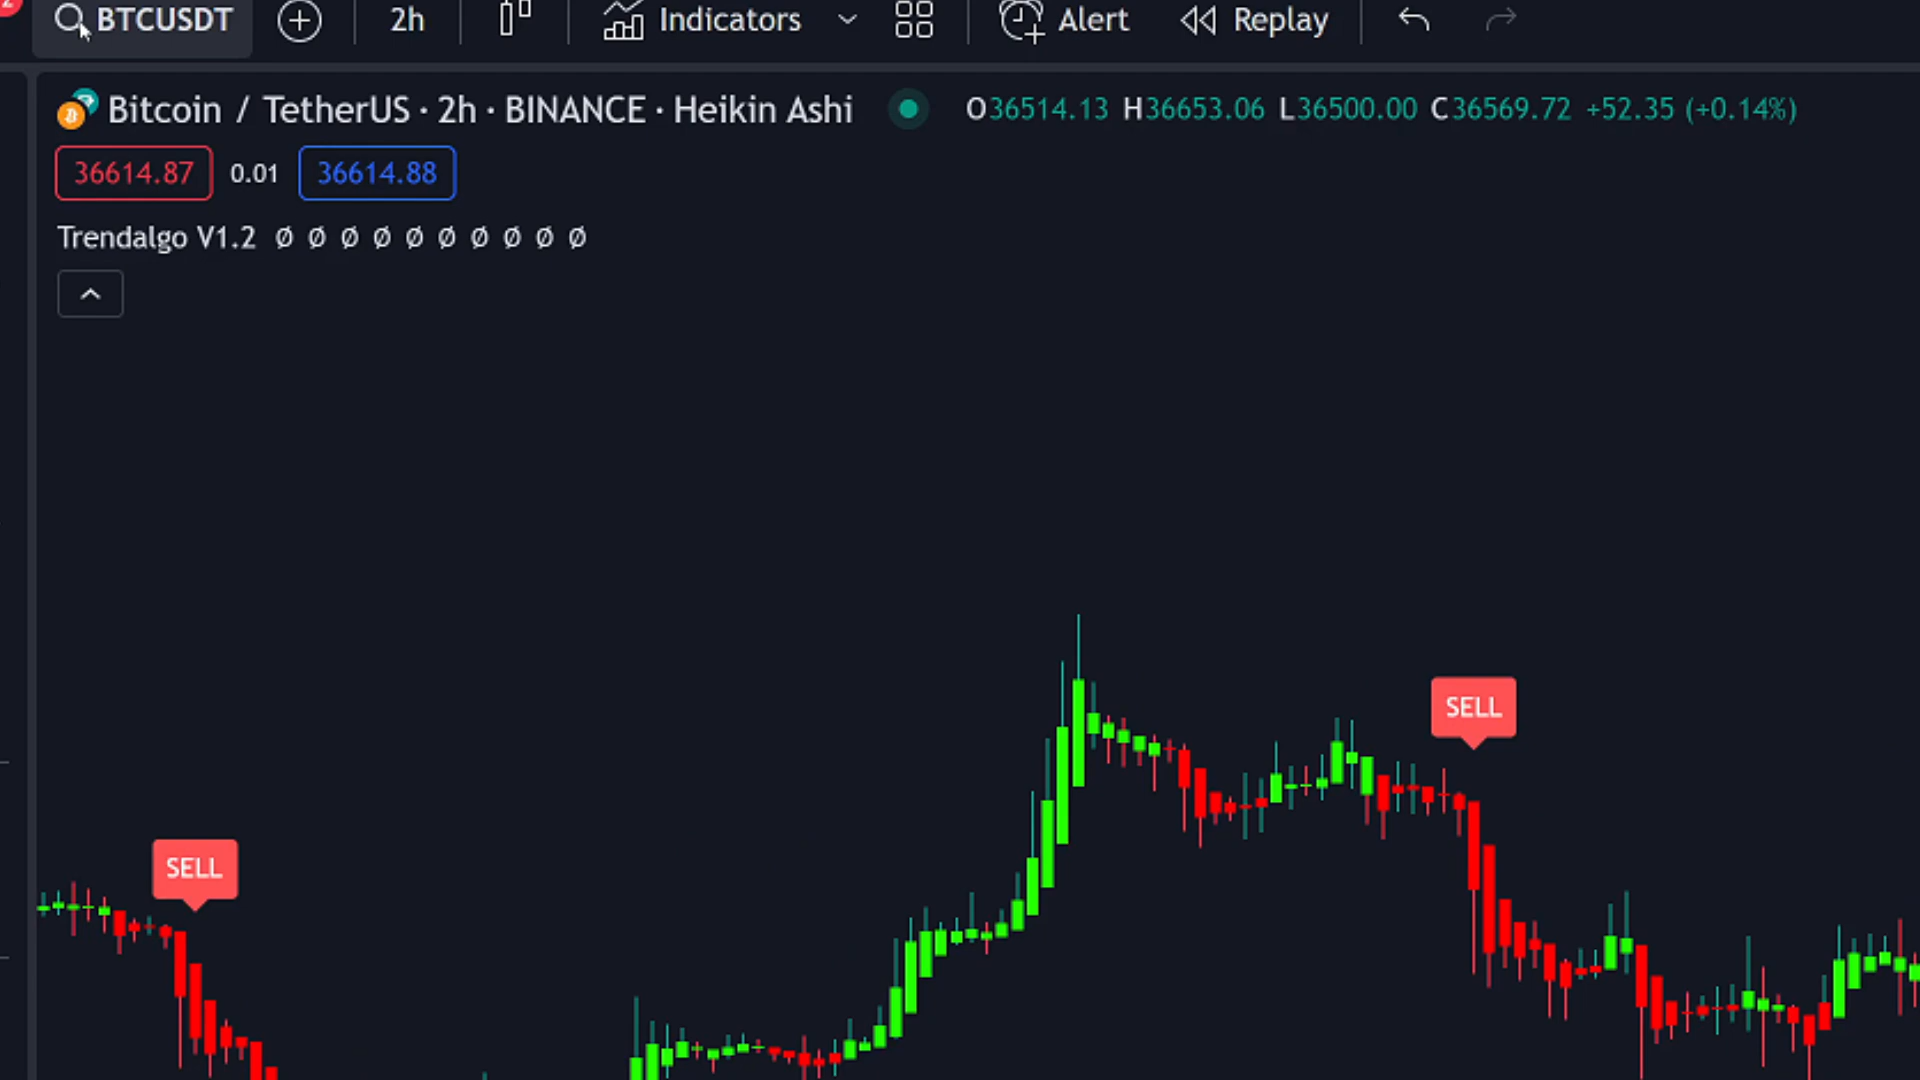 2
BTCUSDT 2h Indicators Alert Replay
Bitcoin / TetherUS · 2h · BINANCE · Heikin Ashi O36514.13 H36653.06 L36500.00 C36569.72 +52.35 (+0.14%)
36614.87 0.01 36614.88
Trendalgo V1.2 Ø Ø Ø Ø Ø Ø Ø Ø Ø Ø
SELL
SELL